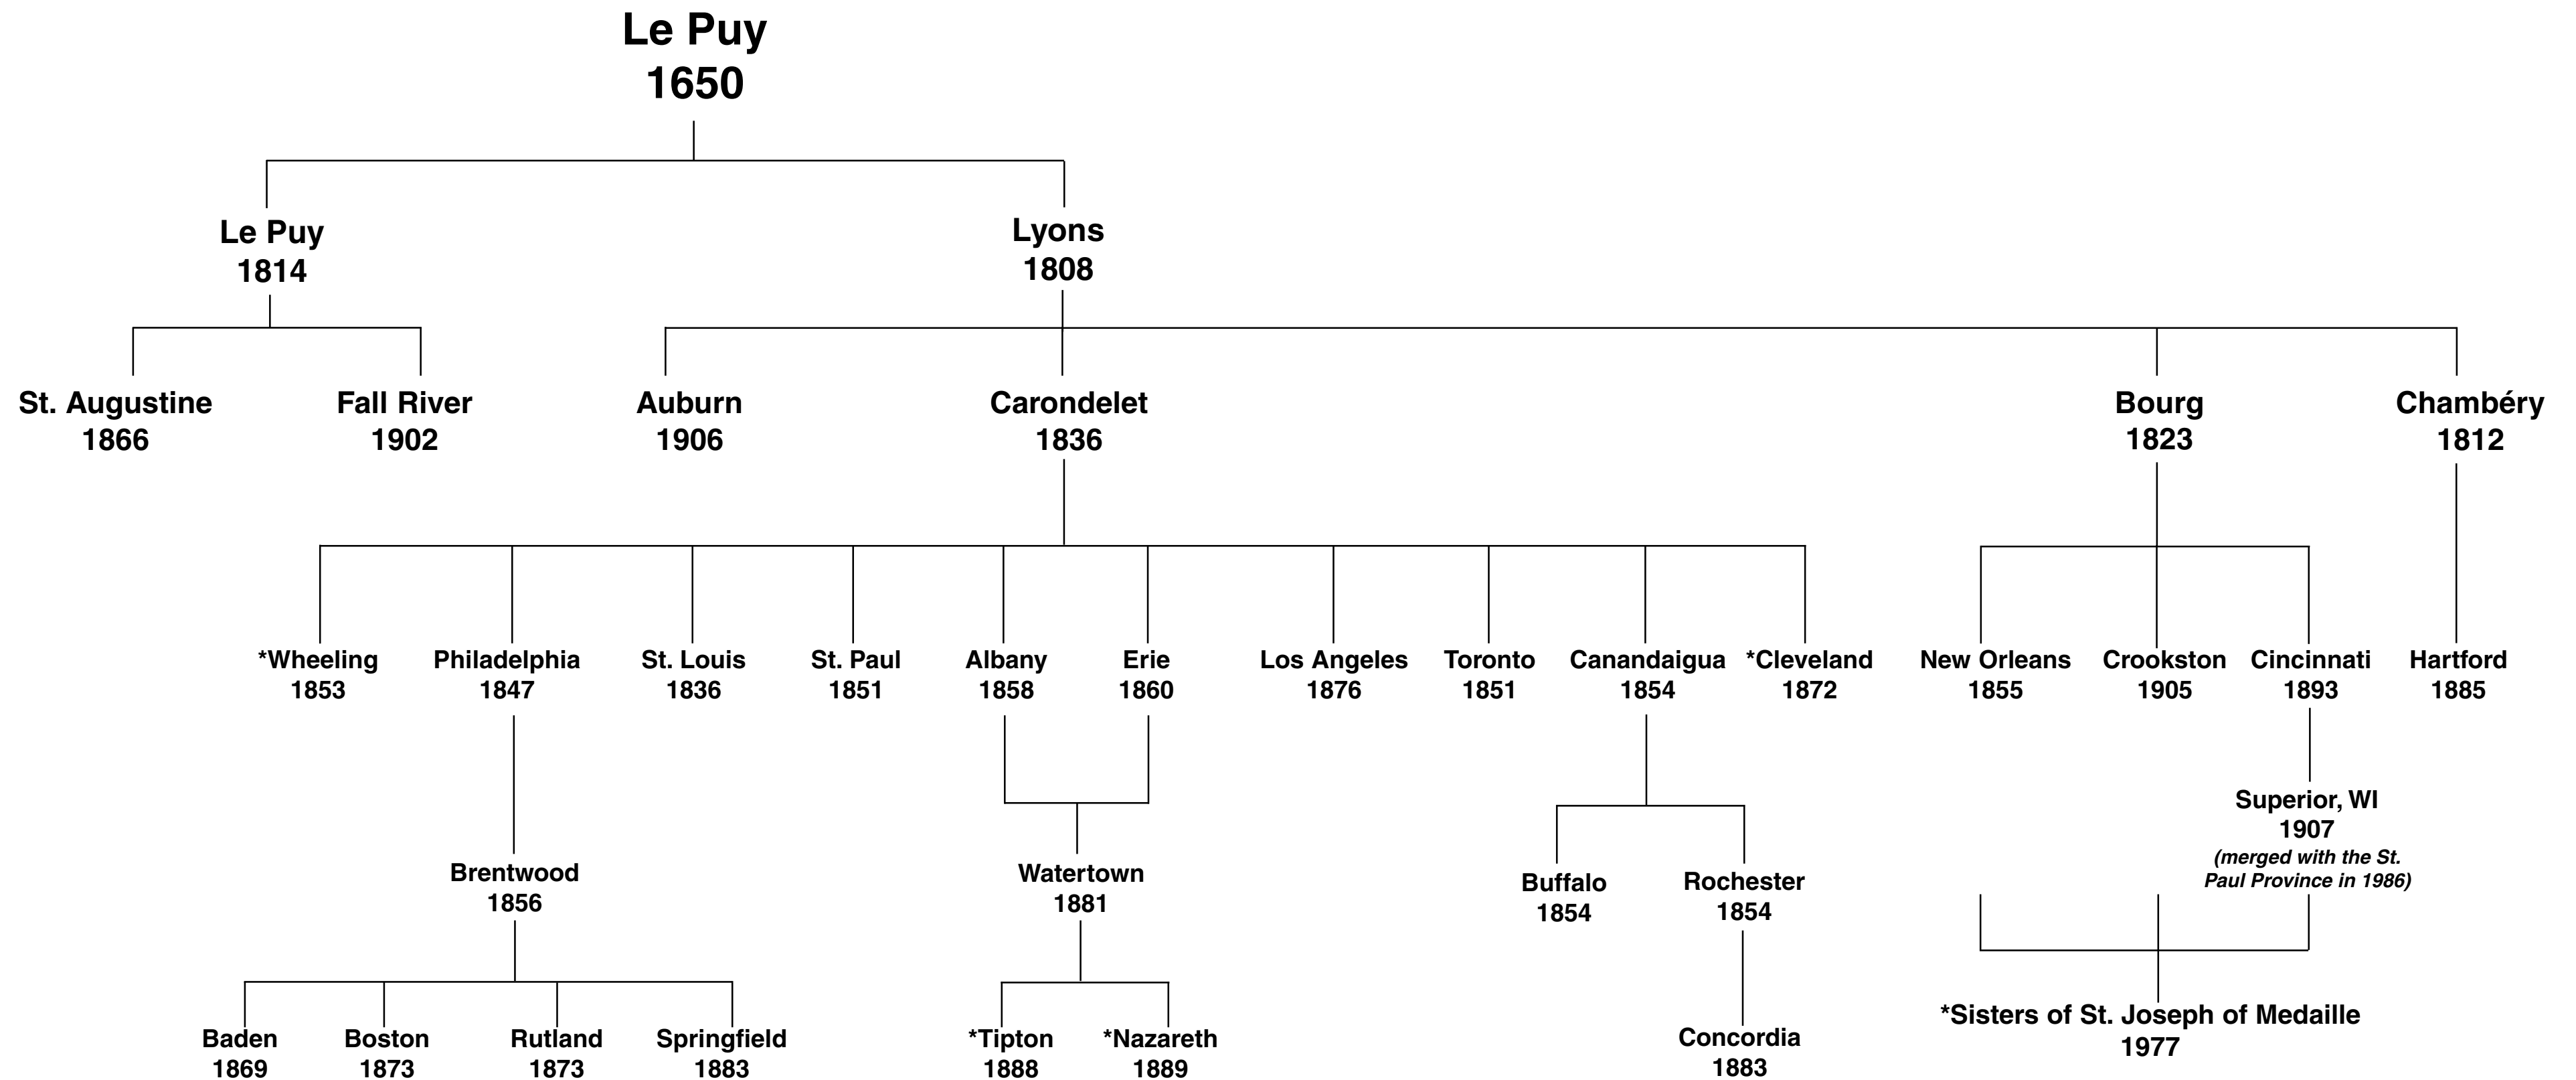 Le Puy
1650
Le Puy
1814
Lyons
1808
St. Augustine
1866
Fall River
1902
Auburn
1906
Carondelet
1836
Bourg
1823
Chambéry
1812
*Wheeling
1853
Philadelphia
1847
St. Louis
1836
St. Paul
1851
Albany
1858
Erie
1860
Los Angeles
1876
Toronto
1851
Canandaigua
1854
*Cleveland
1872
New Orleans
1855
Crookston
1905
Cincinnati
1893
Hartford
1885
Superior, WI
1907
(merged with the St.
Paul Province in 1986)
Brentwood
1856
Watertown
1881
Buffalo
1854
Rochester
1854
Baden
1869
Boston
1873
Rutland
1873
Springfield
1883
*Tipton
1888
*Nazareth
1889
Concordia
1883
*Sisters of St. Joseph of Medaille
1977